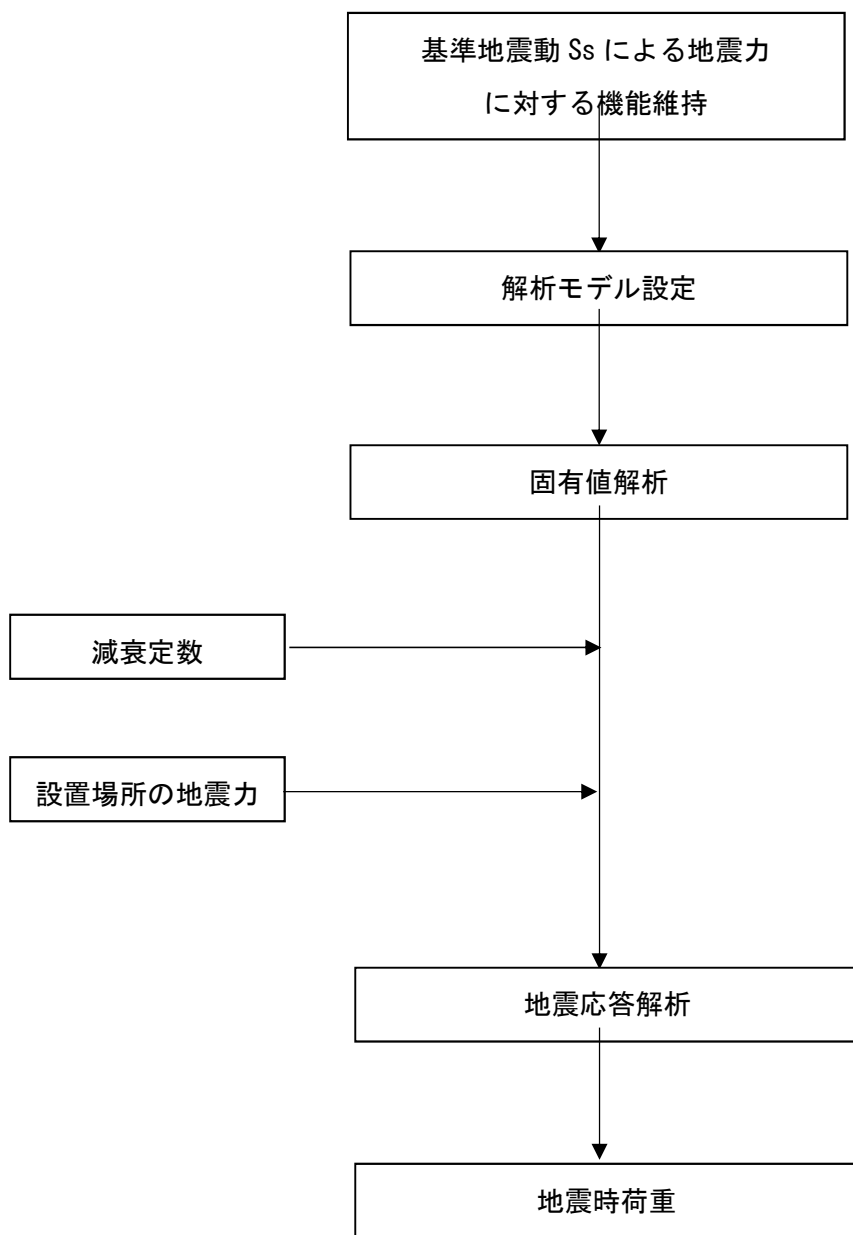 基準地震動 Ss による地震力
に対する機能維持
解析モデル設定
固有値解析
減衰定数
設置場所の地震力
地震応答解析
地震時荷重